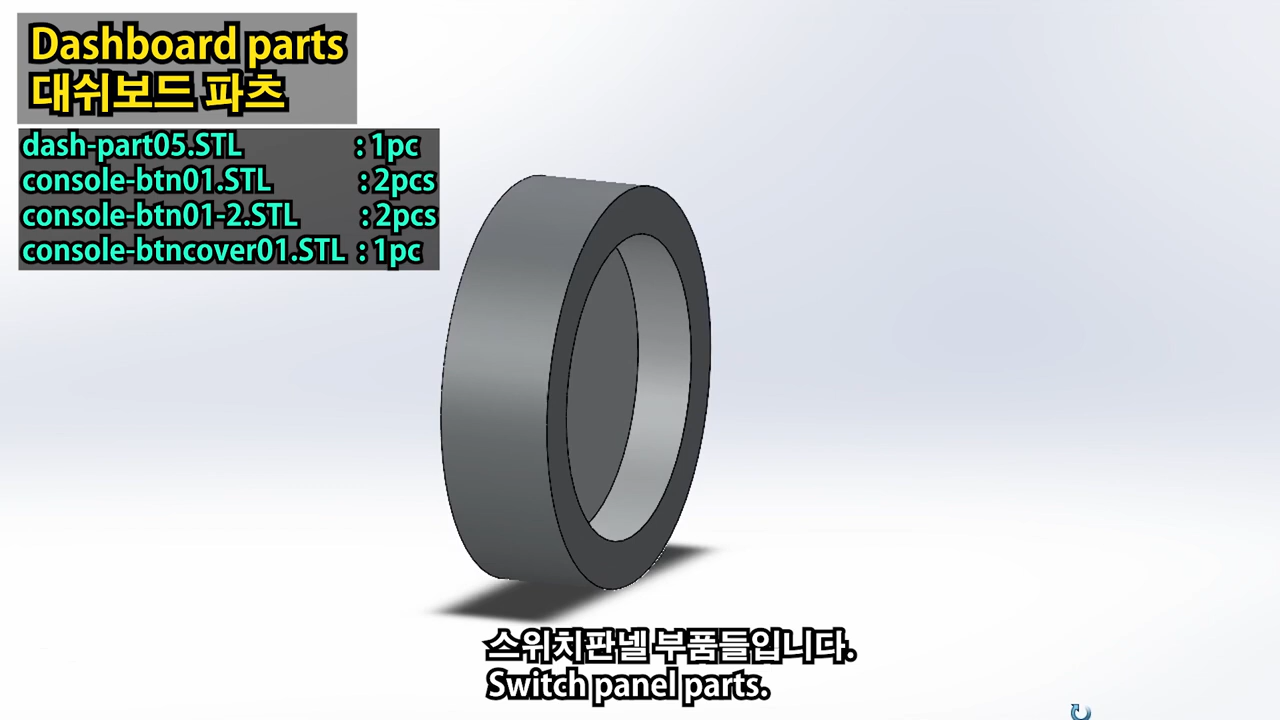 Dashboard parts
대쉬보드 파츠
dash-part05.STL : 1pc
console-btn01.STL : 2pcs
console-btn01-2.STL : 2pcs
console-btncover01.STL : 1pc
스위치판넬 부품들입니다.
Switch panel parts.